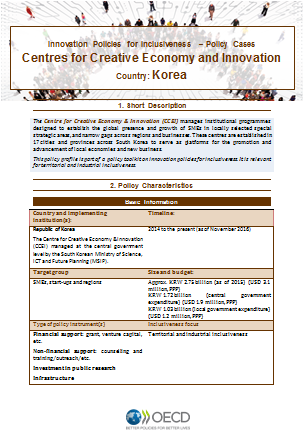 Innovation Policies for Inclusiveness – Policy Cases
Centres for Creative Economy and Innovation
Country: Korea
1. Short Description
The Centre for Creative Economy & Innovation (CCEI) manages institutional programmes
designed to establish the global presence and growth of SMEs in locally selected special
strategic areas, and narrow gaps across regions and businesses. These centres are established in
17 cities and provinces across South Korea to serve as platforms for the promotion and
advancement of local economies and new business.
This policy profile is part of a policy toolkit on innovation policies for inclusiveness. It is relevant
for territorial and industrial inclusiveness.
2. Policy Characteristics
Basic Information
Country and implementing
institution(s):
Timeline:
Republic of Korea
2014 to the present (as of November 2016)
The Centre for Creative Economy & Innovation
(CCEI) managed at the central government
level by the South Korean Ministry of Science,
ICT and Future Planning (MSIP).
Target group
Size and budget:
SMEs, start-ups and regions
Approx. KRW 2.75 billion (as of 2015) (USD 3.1
million, PPP)
KRW 1.72 billion (central government
expenditure) (USD 1.9 million, PPP)
KRW 1.03 billion (local government expenditure)
(USD 1.2 million, PPP)
Type of policy instrument(s)
Inclusiveness focus
Financial support: grant, venture capital,
etc.
Territorial and industrial inclusiveness
Non-financial support: counseling and
training/outreach/etc.
Investment in public research
Infrastructure
OECD
BETTER POLICIES FOR BETTER LIVES